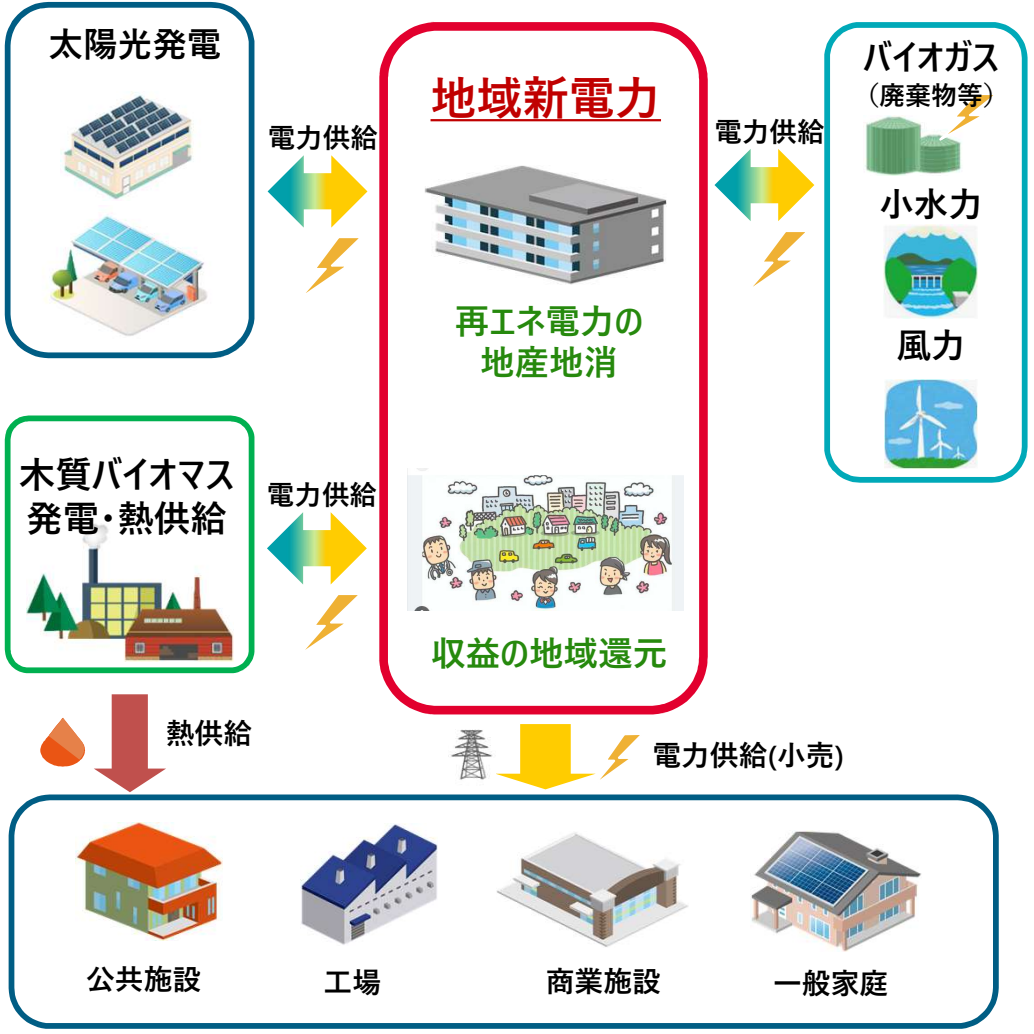 太陽光発電
電力供給
地域新電力
再エネ電力の
地産地消
電力供給
バイオガス
（廃棄物等）
小水力
風力
木質バイオマス
発電・熱供給
電力供給
収益の地域還元
熱供給
電力供給(小売)
公共施設
工場
商業施設
一般家庭